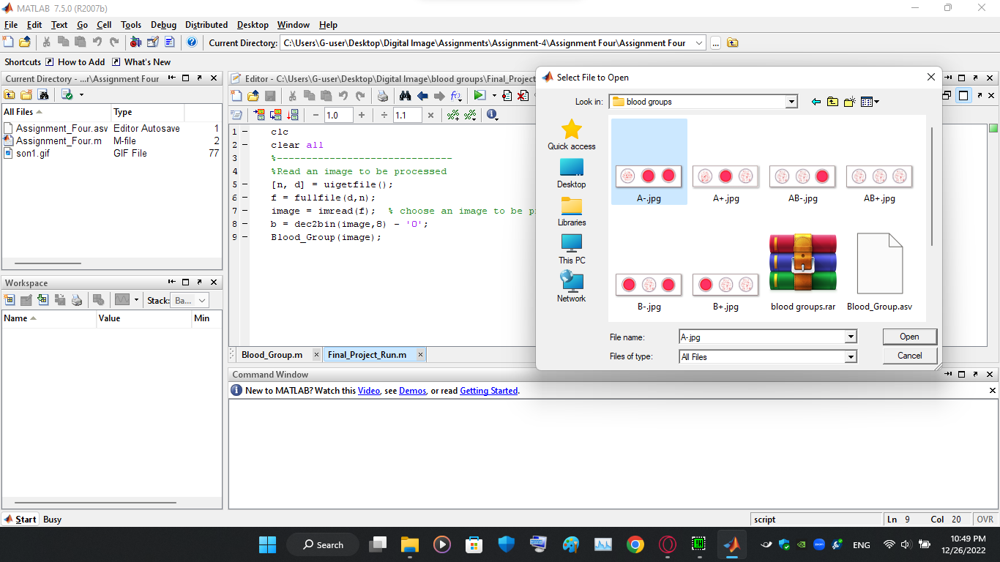 MATLAB 7.5.0 (R2007b)
File Edit Text Go Cell Tools Debug Distributed Desktop Window Help
Current Directory: C:\Users\G-user\Desktop\Digital Image\Assignments\Assignment-4\Assignment Four\Assignment Four ...
Shortcuts How to Add What's New
Current Directory - ...r\Assignment Four
All Files Type
Assignment_Four.asv Editor Autosave 1
Assignment_Four.m M-file 2
son1.gif GIF File 77
Workspace
Stack: Ba...
Name Value Min
Editor - C:\Users\G-user\Desktop\Digital Image\blood groups\Final_Project
1.0 1.1
1 clc
2 clear all
3 %------------------------------
4 %Read an image to be processed
5 [n, d] = uigetfile();
6 f = fullfile(d,n);
7 image = imread(f); % choose an image to be p
8 b = dec2bin(image,8) - '0';
9 Blood_Group(image);
Blood_Group.m Final_Project_Run.m
Select File to Open
Look in: blood groups
Quick access
Desktop
Libraries
This PC
Network
A-.jpg A+.jpg AB-.jpg AB+.jpg
B-.jpg B+.jpg blood groups.rar Blood_Group.asv
File name: A-.jpg Open
Files of type: All Files Cancel
Command Window
New to MATLAB? Watch this Video, see Demos, or read Getting Started.
Start Busy
script Ln 9 Col 20 OVR
Search
ENG
10:49 PM
12/26/2022